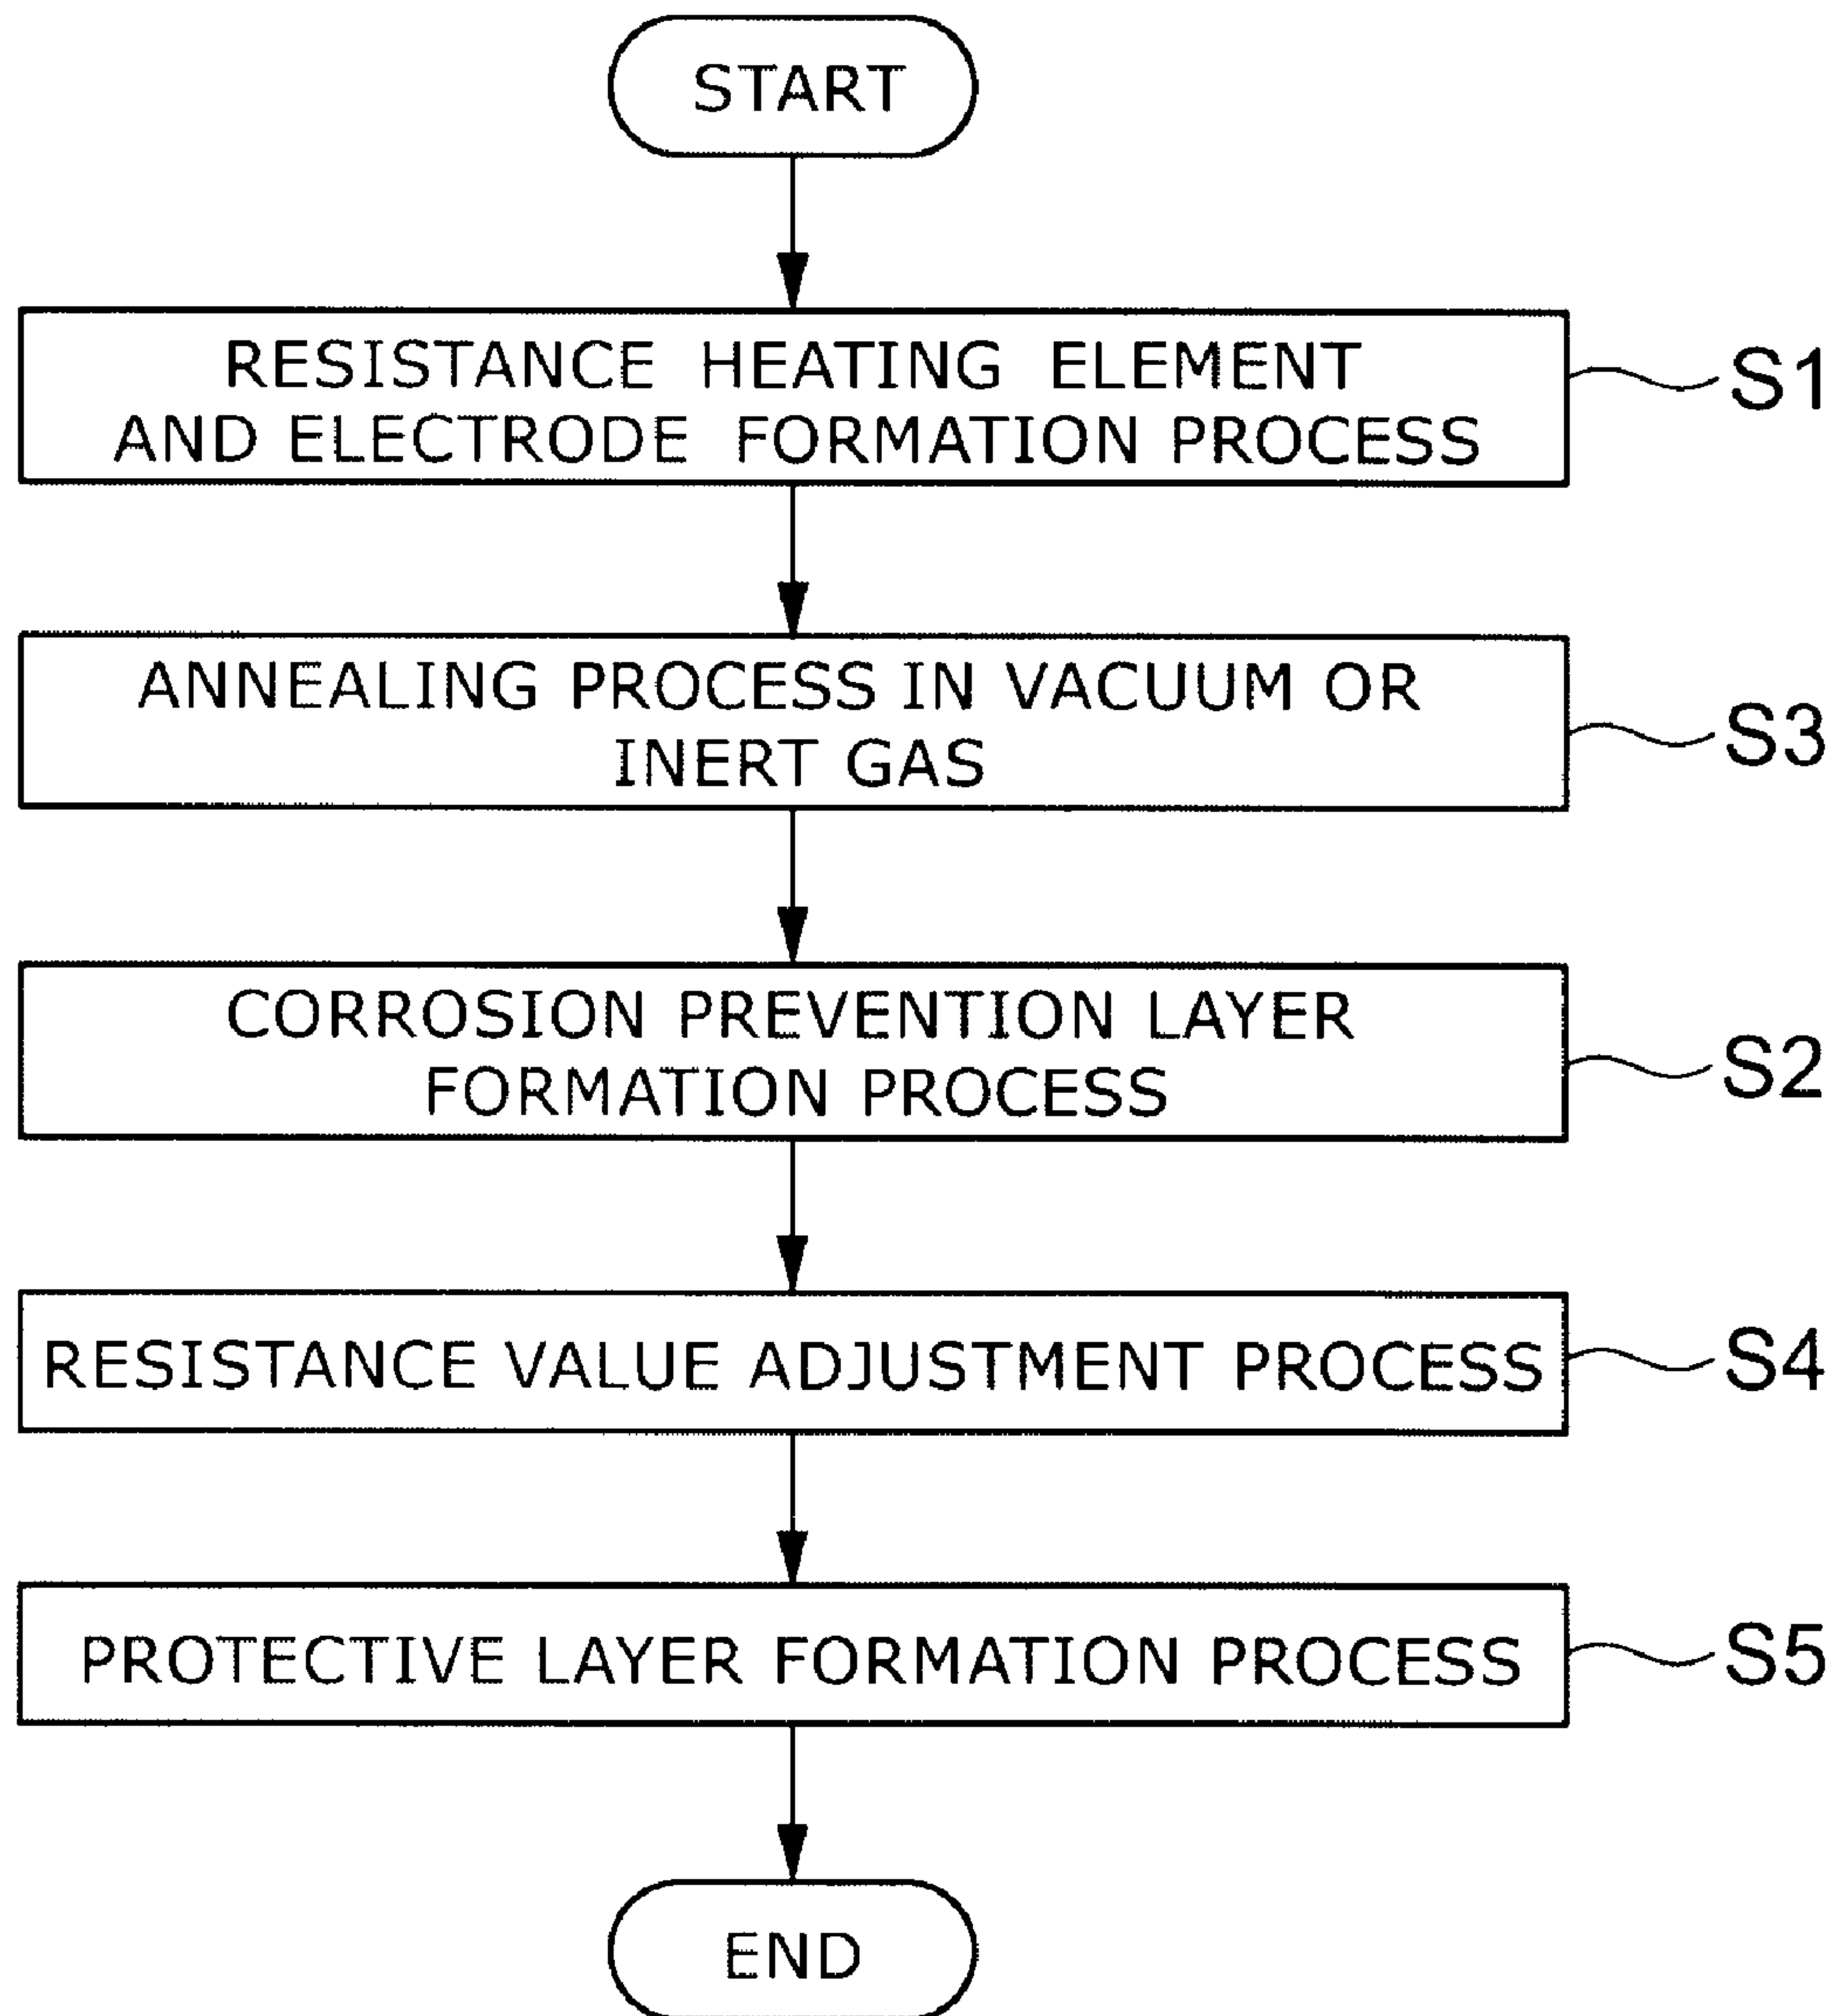 START
RESISTANCE HEATING ELEMENT
AND ELECTRODE FORMATION PROCESS
S1
ANNEALING PROCESS IN VACUUM OR
INERT GAS
S3
CORROSION PREVENTION LAYER
FORMATION PROCESS
S2
RESISTANCE VALUE ADJUSTMENT PROCESS
S4
PROTECTIVE LAYER FORMATION PROCESS
S5
END